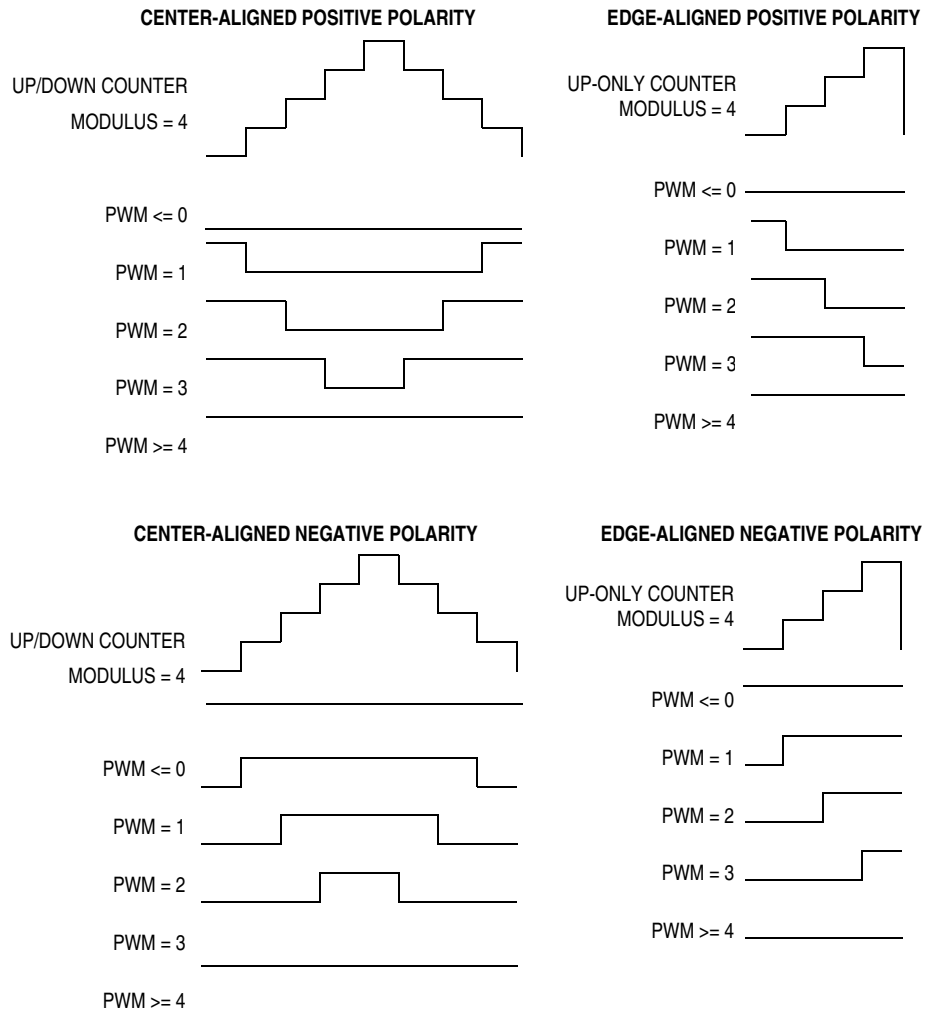 CENTER-ALIGNED POSITIVE POLARITY
UP/DOWN COUNTER
MODULUS = 4
PWM <= 0
PWM = 1
PWM = 2
PWM = 3
PWM >= 4
EDGE-ALIGNED POSITIVE POLARITY
UP-ONLY COUNTER
MODULUS = 4
PWM <= 0
PWM = 1
PWM = 2
PWM = 3
PWM >= 4
CENTER-ALIGNED NEGATIVE POLARITY
UP/DOWN COUNTER
MODULUS = 4
PWM <= 0
PWM = 1
PWM = 2
PWM = 3
PWM >= 4
EDGE-ALIGNED NEGATIVE POLARITY
UP-ONLY COUNTER
MODULUS = 4
PWM <= 0
PWM = 1
PWM = 2
PWM = 3
PWM >= 4